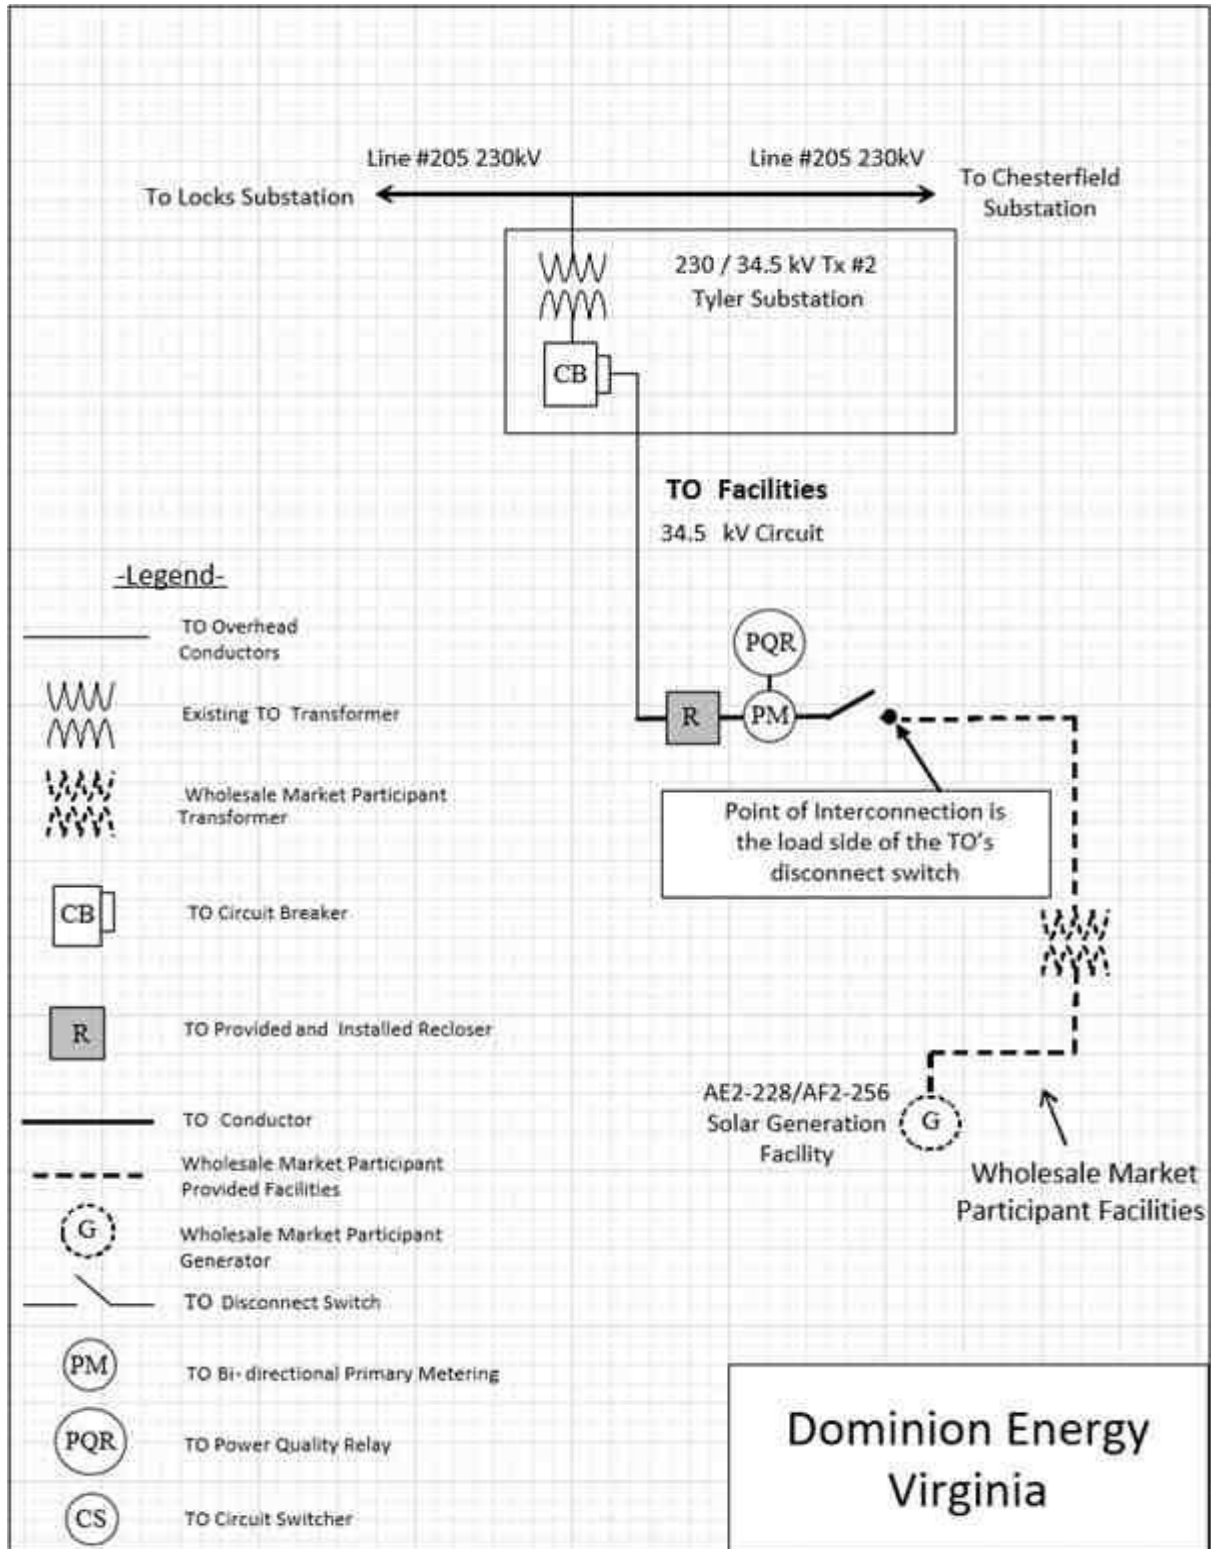 Line #205 230kV
Line #205 230kV
To Locks Substation
To Chesterfield
Substation
230 / 34.5 kV Tx #2
Tyler Substation
CB
TO Facilities
34.5 kV Circuit
-Legend-
TO Overhead
Conductors
Existing TO Transformer
Wholesale Market Participant
Transformer
CB
TO Circuit Breaker
R
TO Provided and Installed Recloser
TO Conductor
Wholesale Market Participant
Provided Facilities
G
Wholesale Market Participant
Generator
TO Disconnect Switch
PM
TO Bi- directional Primary Metering
PQR
TO Power Quality Relay
CS
TO Circuit Switcher
PQR
R
PM
Point of Interconnection is
the load side of the TO's
disconnect switch
AE2-228/AF2-256
Solar Generation
Facility
G
Wholesale Market
Participant Facilities
Dominion Energy
Virginia